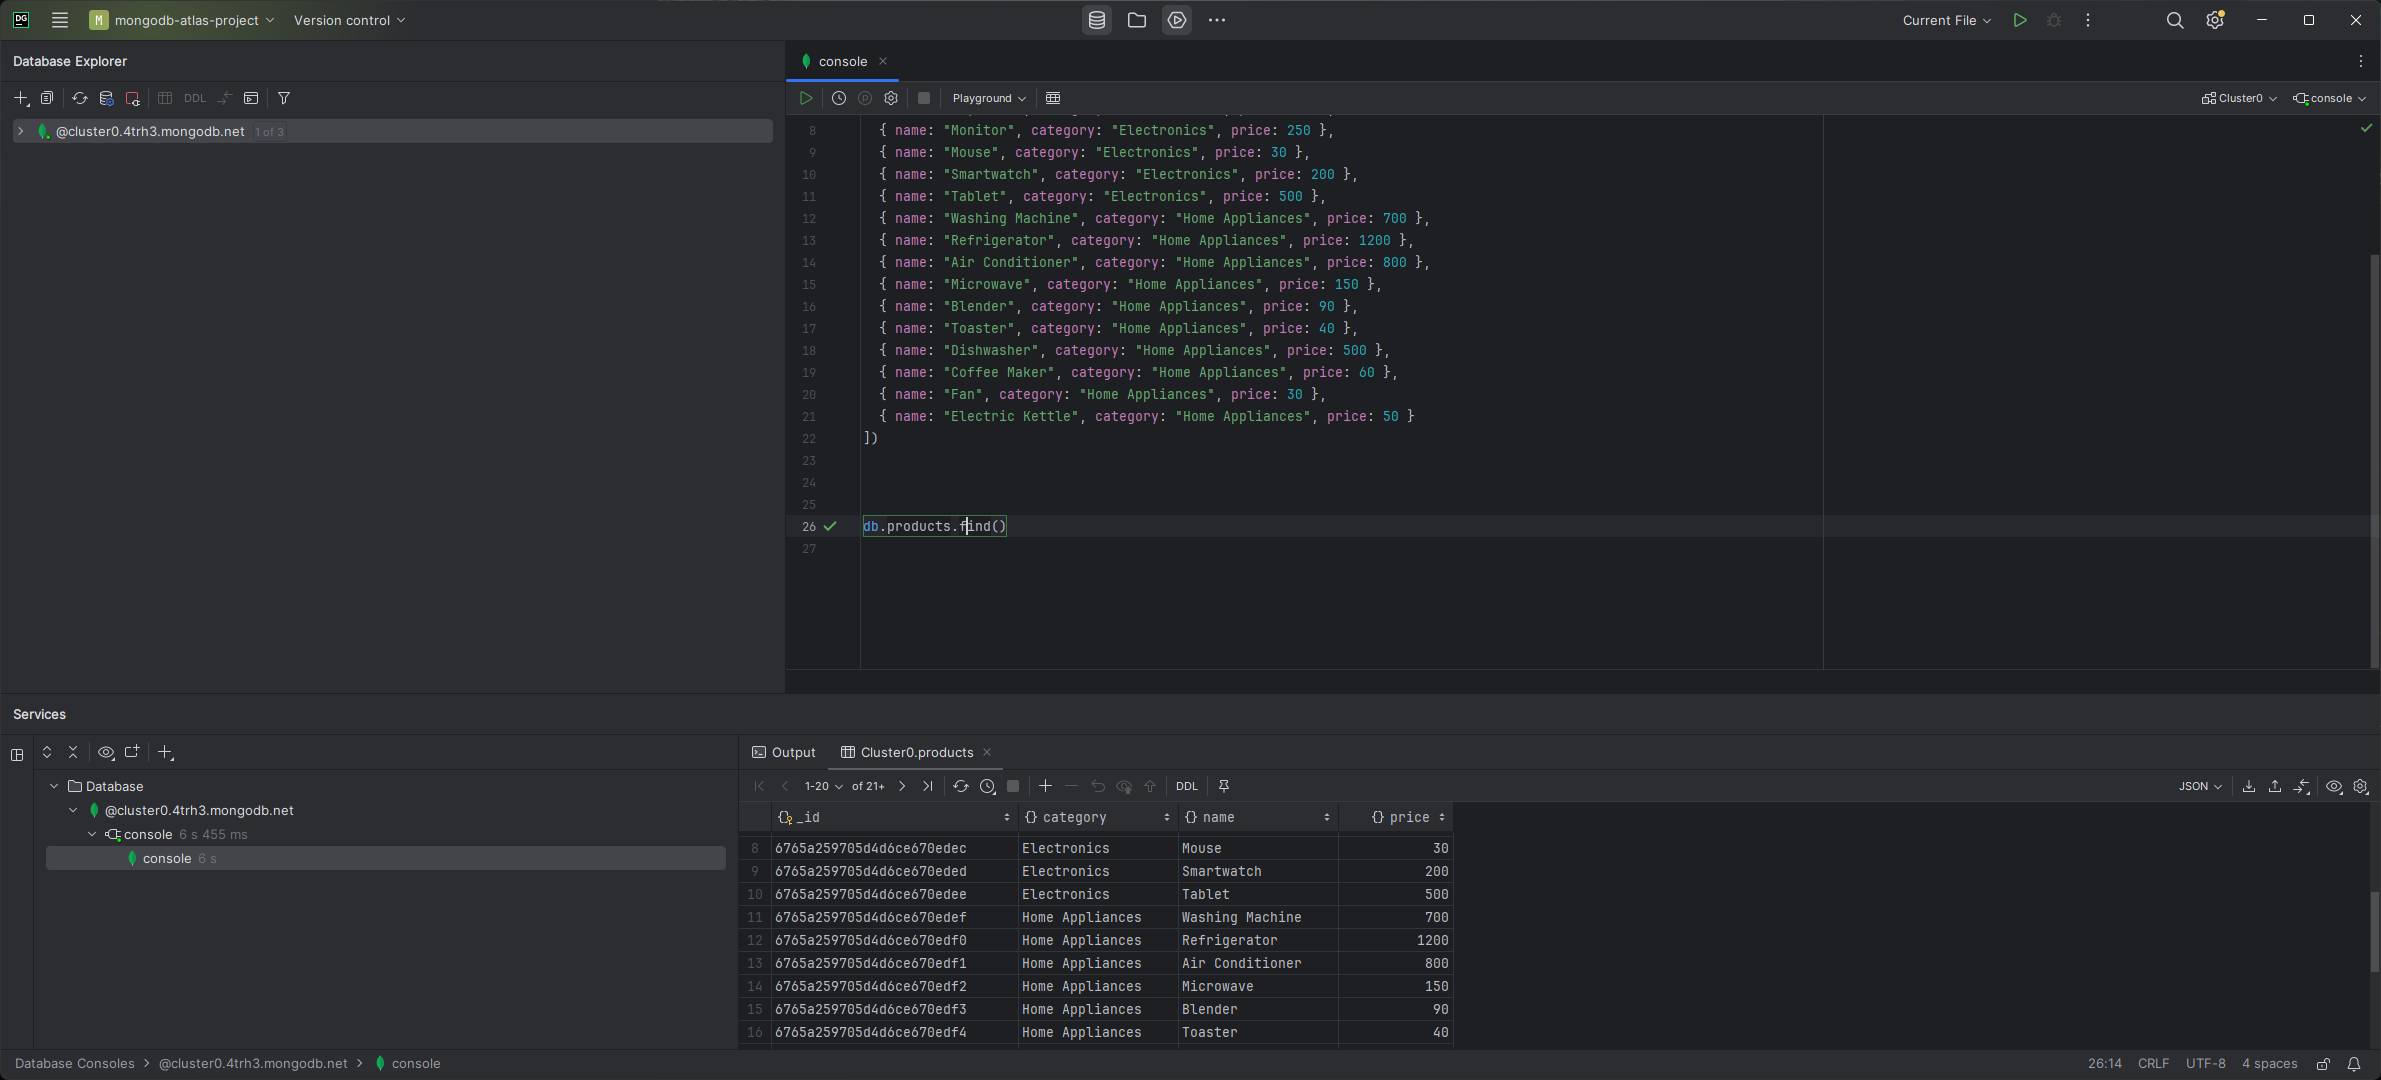 DG
M mongodb-atlas-project
Version control
Current File
Database Explorer
console
DDL
Playground
Cluster0
console
@cluster0.4trh3.mongodb.net 1 of 3
8 { name: "Monitor", category: "Electronics", price: 250 },
9 { name: "Mouse", category: "Electronics", price: 30 },
10 { name: "Smartwatch", category: "Electronics", price: 200 },
11 { name: "Tablet", category: "Electronics", price: 500 },
12 { name: "Washing Machine", category: "Home Appliances", price: 700 },
13 { name: "Refrigerator", category: "Home Appliances", price: 1200 },
14 { name: "Air Conditioner", category: "Home Appliances", price: 800 },
15 { name: "Microwave", category: "Home Appliances", price: 150 },
16 { name: "Blender", category: "Home Appliances", price: 90 },
17 { name: "Toaster", category: "Home Appliances", price: 40 },
18 { name: "Dishwasher", category: "Home Appliances", price: 500 },
19 { name: "Coffee Maker", category: "Home Appliances", price: 60 },
20 { name: "Fan", category: "Home Appliances", price: 30 },
21 { name: "Electric Kettle", category: "Home Appliances", price: 50 }
22 ])
23
24
25
26 db.products.find()
27
Services
Output
Cluster0.products
1-20 of 21+
DDL
JSON
Database
@cluster0.4trh3.mongodb.net
console 6 s 455 ms
console 6 s
_id category name price
8 6765a259705d4d6ce670edec Electronics Mouse 30
9 6765a259705d4d6ce670eded Electronics Smartwatch 200
10 6765a259705d4d6ce670edee Electronics Tablet 500
11 6765a259705d4d6ce670edef Home Appliances Washing Machine 700
12 6765a259705d4d6ce670edf0 Home Appliances Refrigerator 1200
13 6765a259705d4d6ce670edf1 Home Appliances Air Conditioner 800
14 6765a259705d4d6ce670edf2 Home Appliances Microwave 150
15 6765a259705d4d6ce670edf3 Home Appliances Blender 90
16 6765a259705d4d6ce670edf4 Home Appliances Toaster 40
Database Consoles > @cluster0.4trh3.mongodb.net > console
26:14 CRLF UTF-8 4 spaces